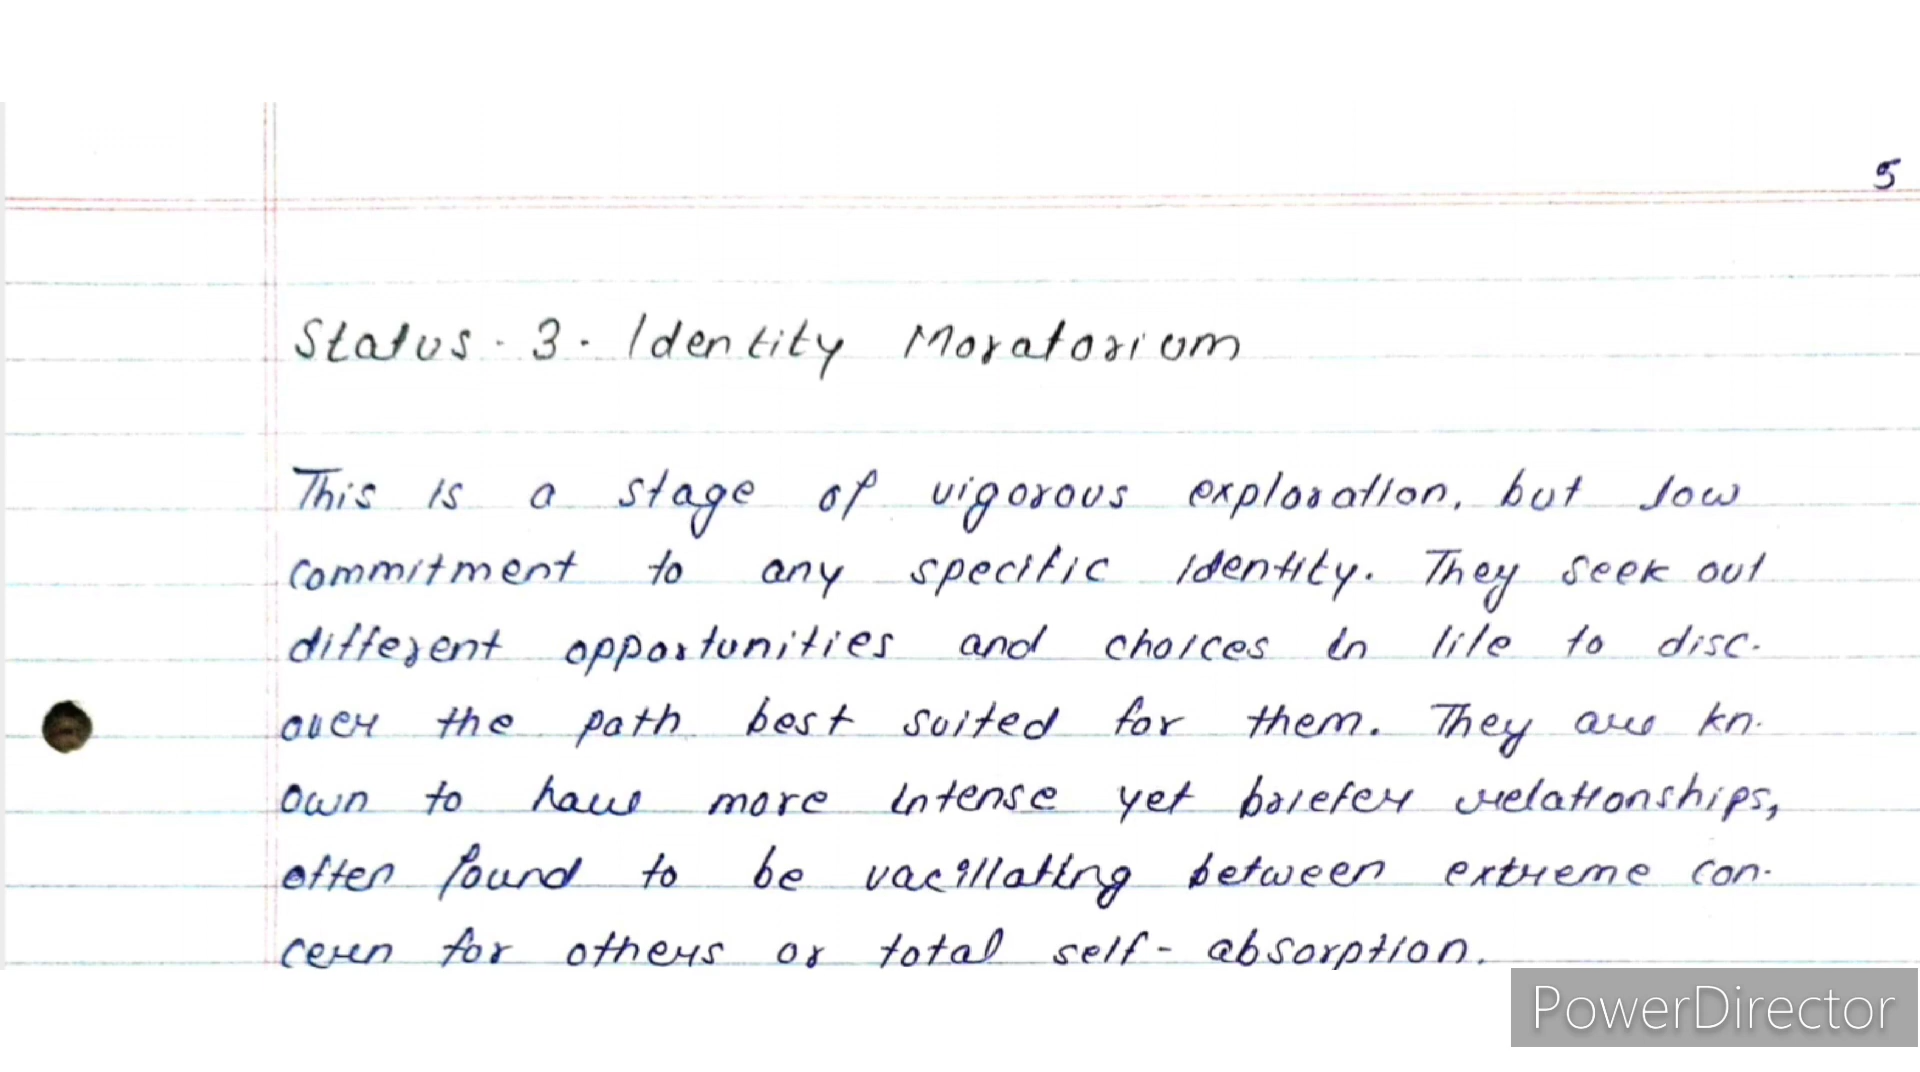 5
Status - 3 - Identity Moratorium
This is a stage of vigorous exploration, but low
commitment to any specific identity. They seek out
different opportunities and choices in life to disc-
over the path best suited for them. They are kn-
own to have more intense yet briefer relationships,
often found to be vacillating between extreme con-
cern for others or total self-absorption.
PowerDirector